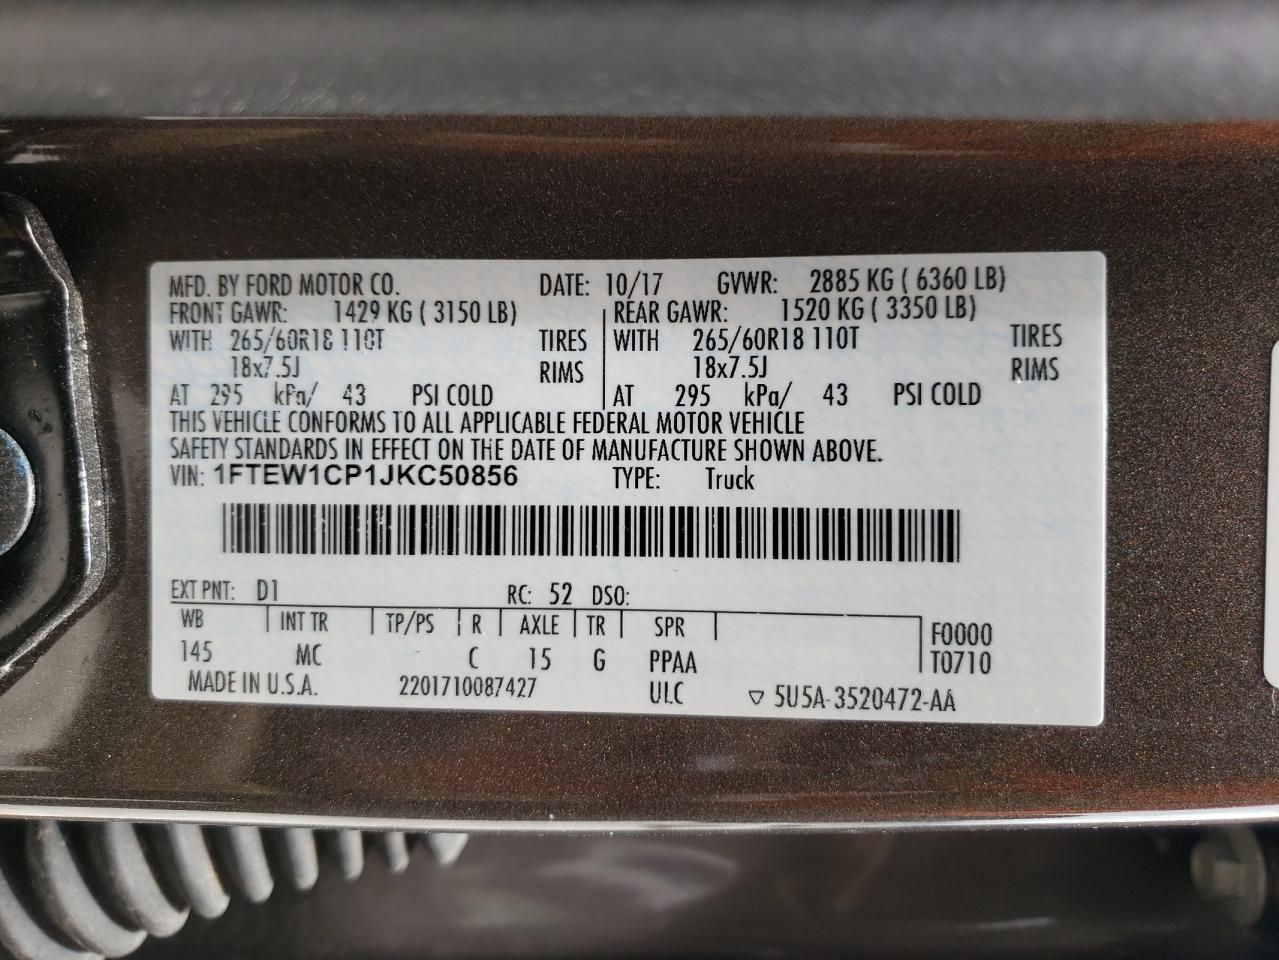 MFD. BY FORD MOTOR CO. DATE: 10/17 GVWR: 2885 KG ( 6360 LB)
FRONT GAWR: 1429 KG ( 3150 LB) REAR GAWR: 1520 KG ( 3350 LB)
WITH 265/60R18 110T TIRES WITH 265/60R18 110T TIRES
18x7.5J RIMS 18x7.5J RIMS
AT 295 kPa/ 43 PSI COLD AT 295 kPa/ 43 PSI COLD
THIS VEHICLE CONFORMS TO ALL APPLICABLE FEDERAL MOTOR VEHICLE
SAFETY STANDARDS IN EFFECT ON THE DATE OF MANUFACTURE SHOWN ABOVE.
VIN: 1FTEW1CP1JKC50856 TYPE: Truck
EXT PNT: D1 RC: 52 DSO:
WB INT TR TP/PS R AXLE TR SPR F0000
145 MC C 15 G PPAA T0710
MADE IN U.S.A. 2201710087427 ULC ▽ 5U5A-3520472-AA